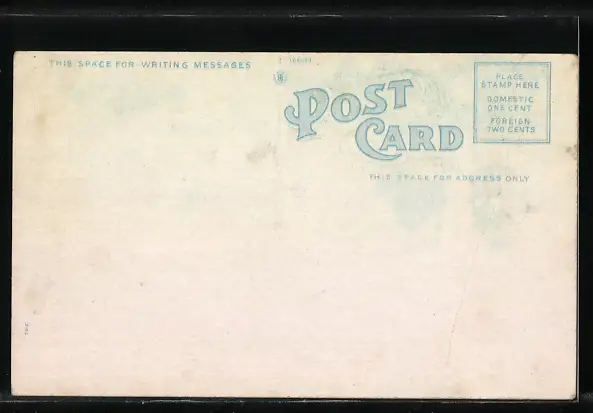 THIS SPACE FOR WRITING MESSAGES
POST
CARD
PLACE
STAMP HERE
DOMESTIC
ONE CENT
FOREIGN
TWO CENTS
THIS SPACE FOR ADDRESS ONLY